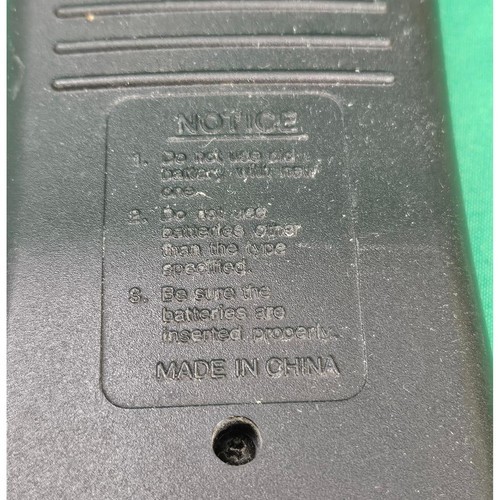 NOTICE
1. Do not use old
battery with new
one.
2. Do not use
batteries other
than the type
specified.
3. Be sure the
batteries are
inserted properly.
MADE IN CHINA